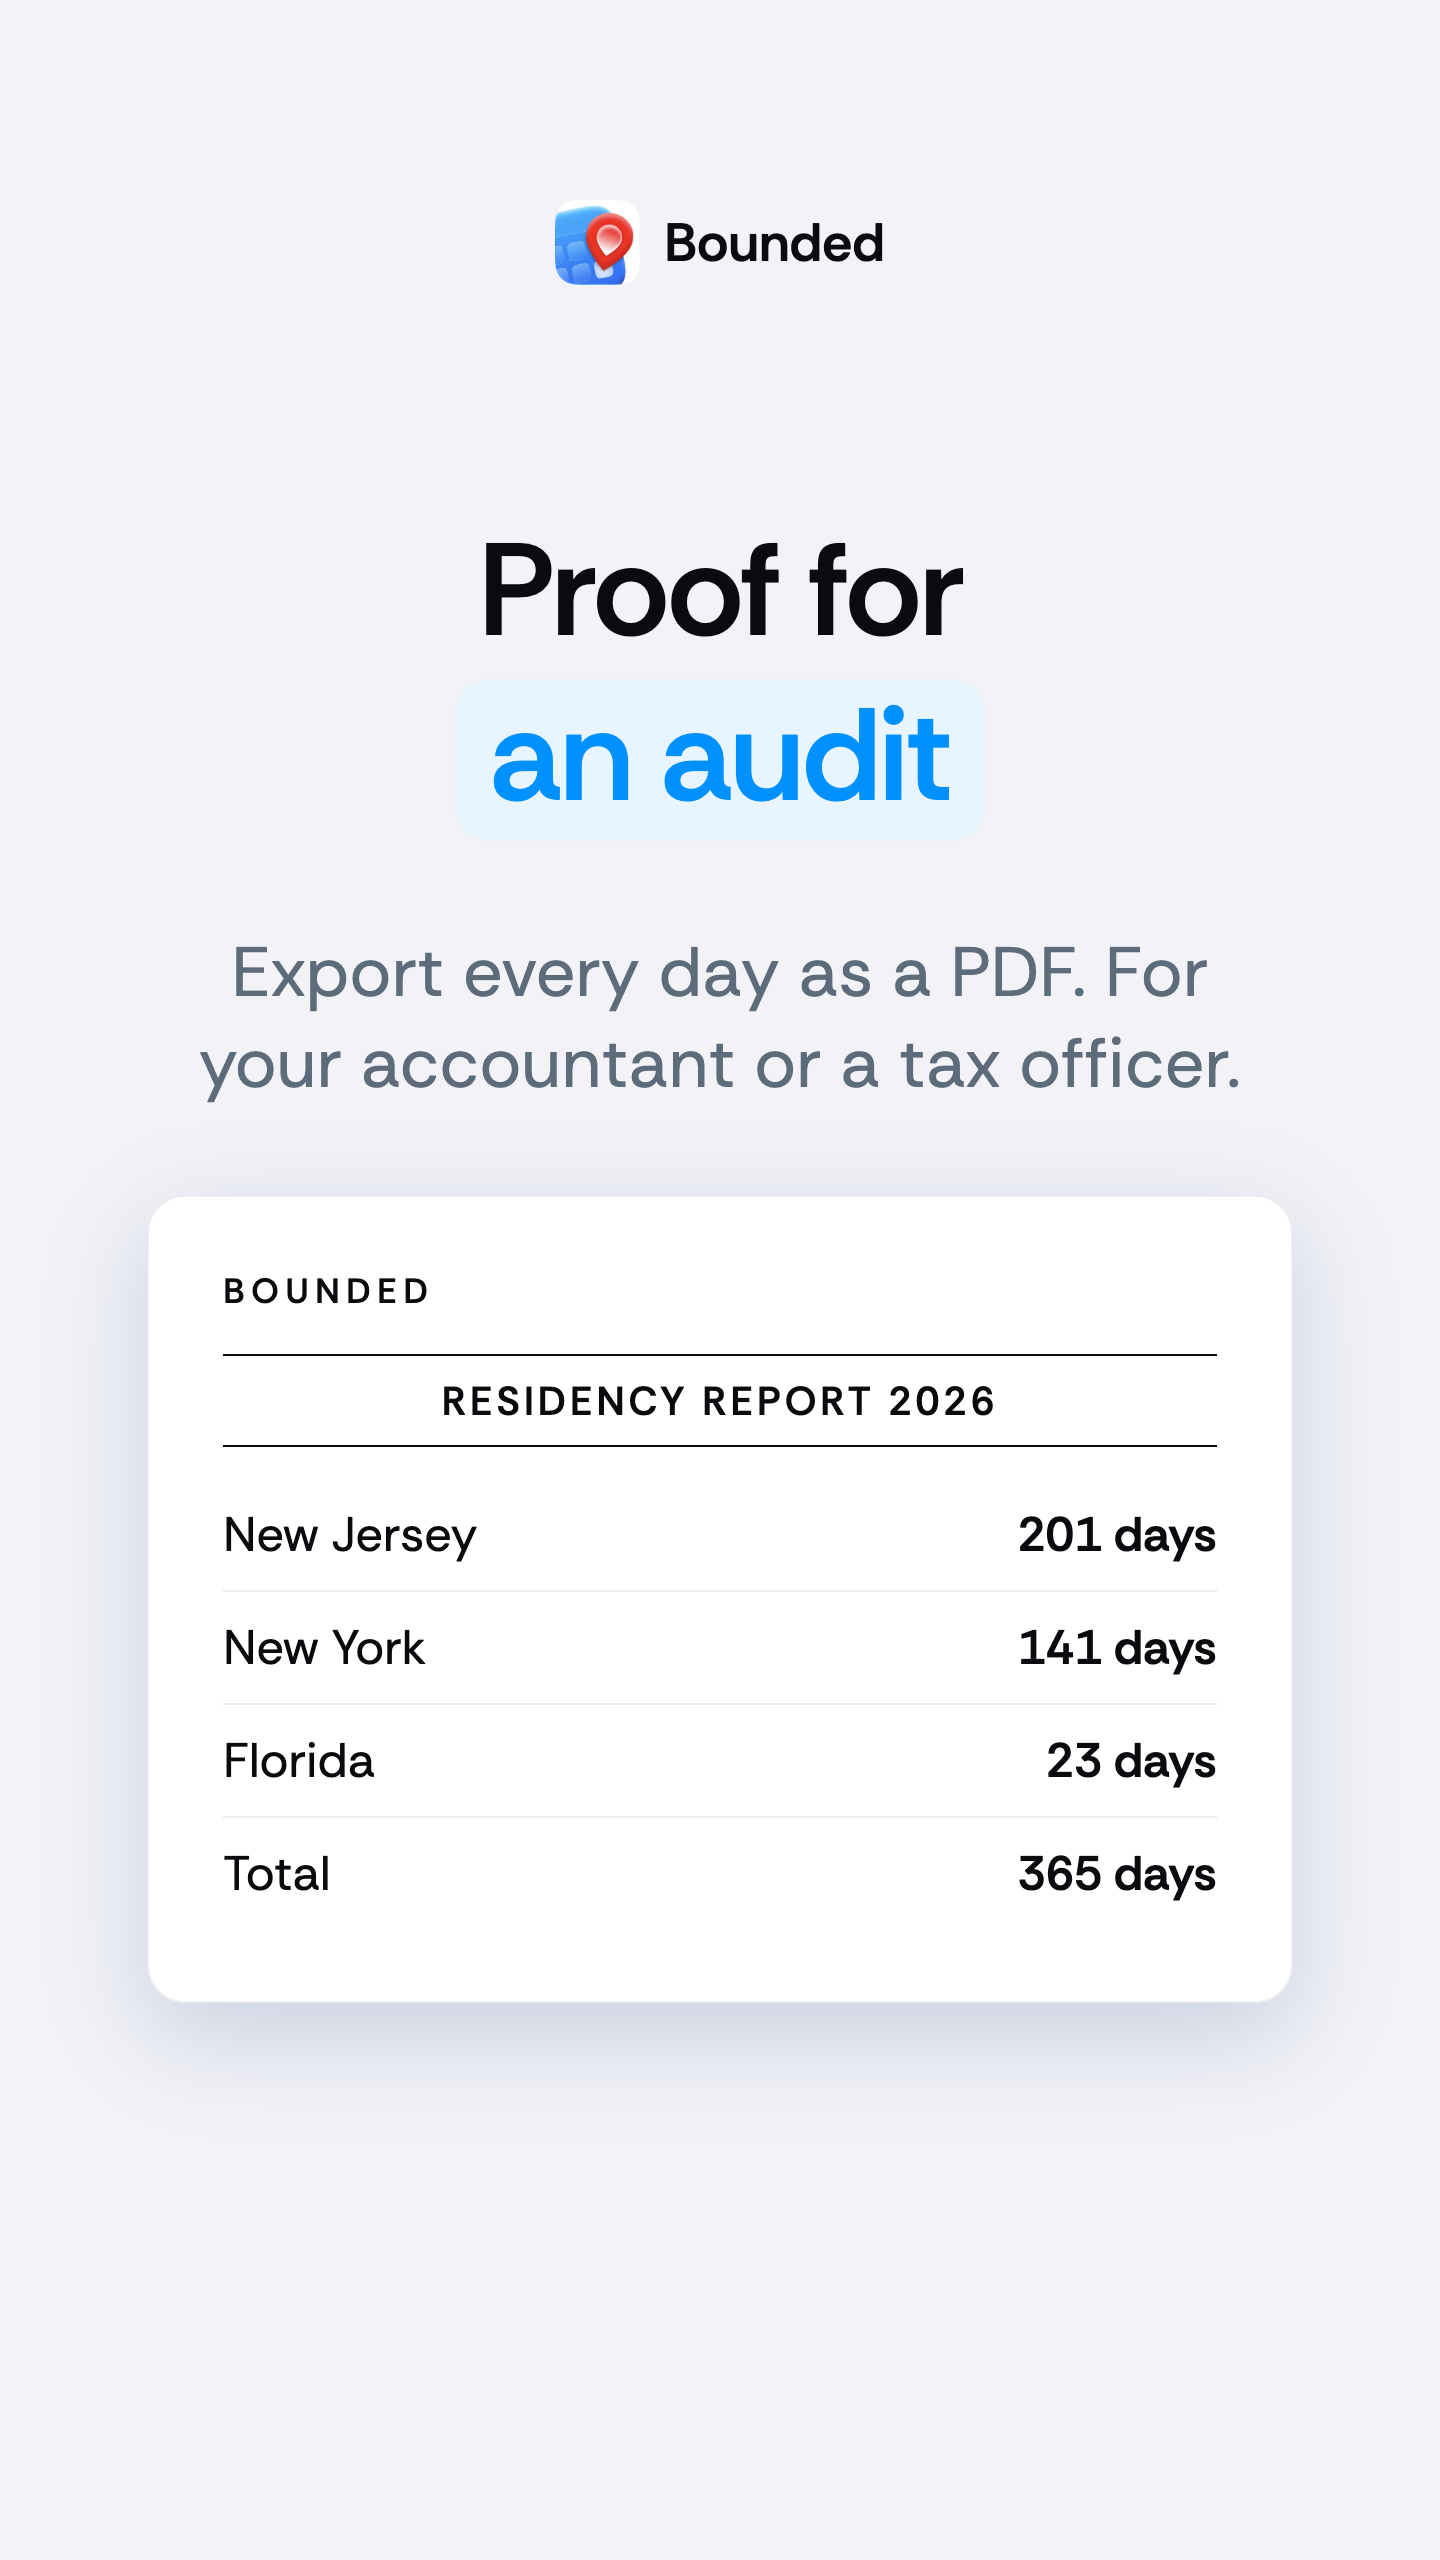 Bounded
Proof for
an audit
Export every day as a PDF. For
your accountant or a tax officer.
BOUNDED
RESIDENCY REPORT 2026
New Jersey 201 days
New York 141 days
Florida 23 days
Total 365 days